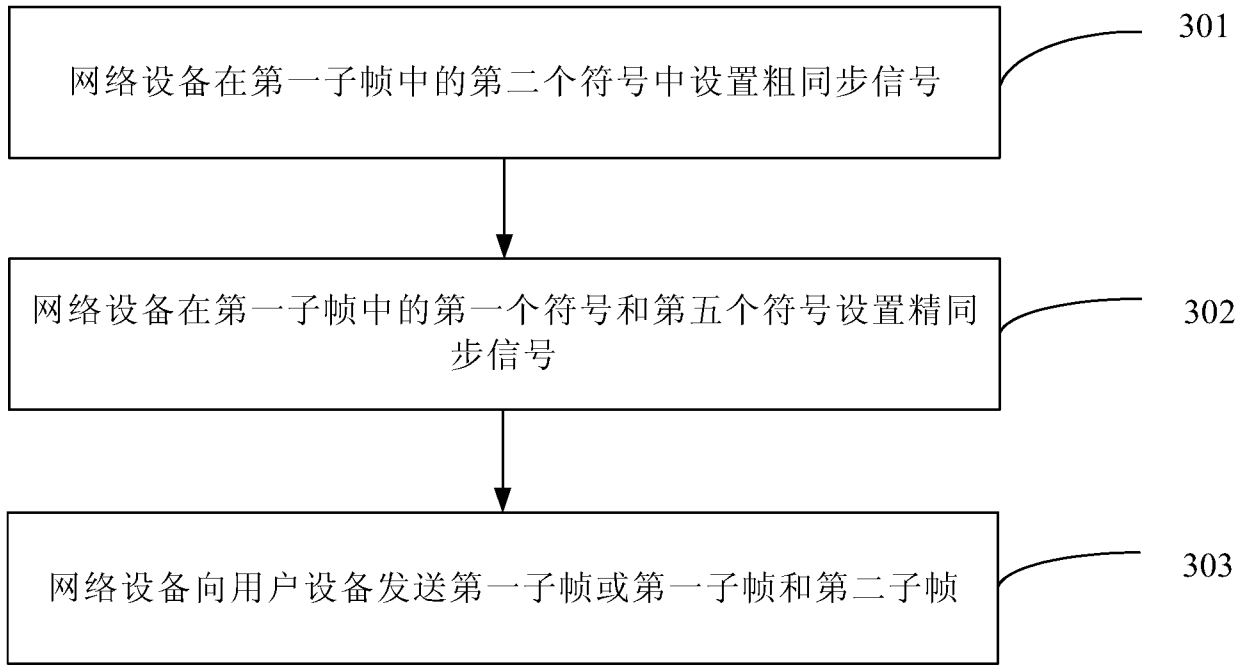 网络设备在第一子帧中的第二个符号中设置粗同步信号
301
网络设备在第一子帧中的第一个符号和第五个符号设置精同
步信号
302
网络设备向用户设备发送第一子帧或第一子帧和第二子帧
303